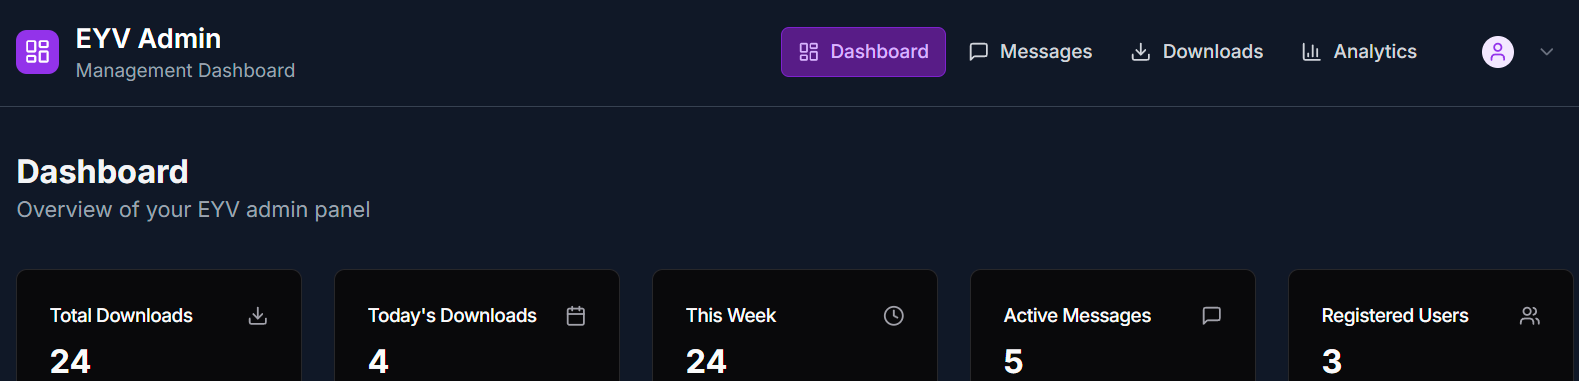 EYV Admin
Management Dashboard
Dashboard
Messages
Downloads
Analytics
Dashboard
Overview of your EYV admin panel
Total Downloads
24
Today's Downloads
4
This Week
24
Active Messages
5
Registered Users
3